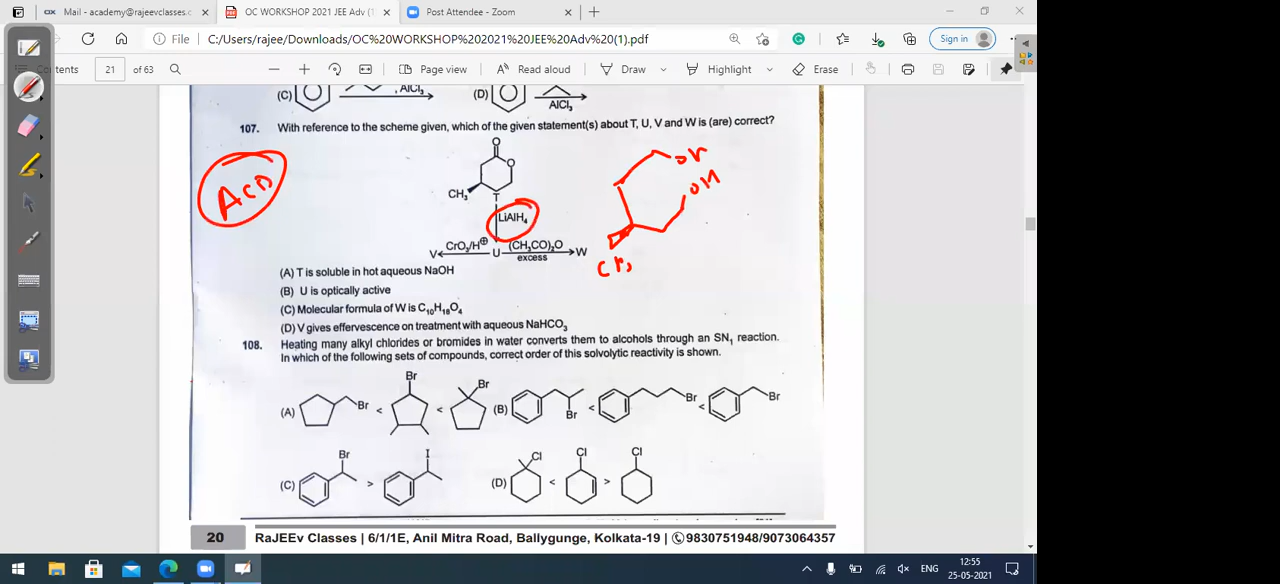 Mail - academy@rajeevclasses.c
OC WORKSHOP 2021 JEE Adv (1).p
Post Attendee - Zoom
File
C:/Users/rajee/Downloads/OC%20WORKSHOP%202021%20JEE%20Adv%20(1).pdf
Sign in
ontents
21
of 63
Page view
Read aloud
Draw
Highlight
Erase
(C)
, AlCl3
(D)
AlCl3
107. With reference to the scheme given, which of the given statement(s) about T, U, V and W is (are) correct?
ACD
O
O
CH3
T
LiAlH4
V
CrO3/H⊕
U
(CH3CO)2O
excess
W
OH
OH
CH3
(A) T is soluble in hot aqueous NaOH
(B) U is optically active
(C) Molecular formula of W is C10H18O4
(D) V gives effervescence on treatment with aqueous NaHCO3
108. Heating many alkyl chlorides or bromides in water converts them to alcohols through an SN1 reaction.
In which of the following sets of compounds, correct order of this solvolytic reactivity is shown.
(A)
Br
<
Br
<
Br
(B)
Br
<
Br
<
Br
(C)
Br
>
I
(D)
Cl
<
Cl
>
Cl
20
RaJEEv Classes | 6/1/1E, Anil Mitra Road, Ballygunge, Kolkata-19 | 9830751948/9073064357
ENG
12:55
25-05-2021